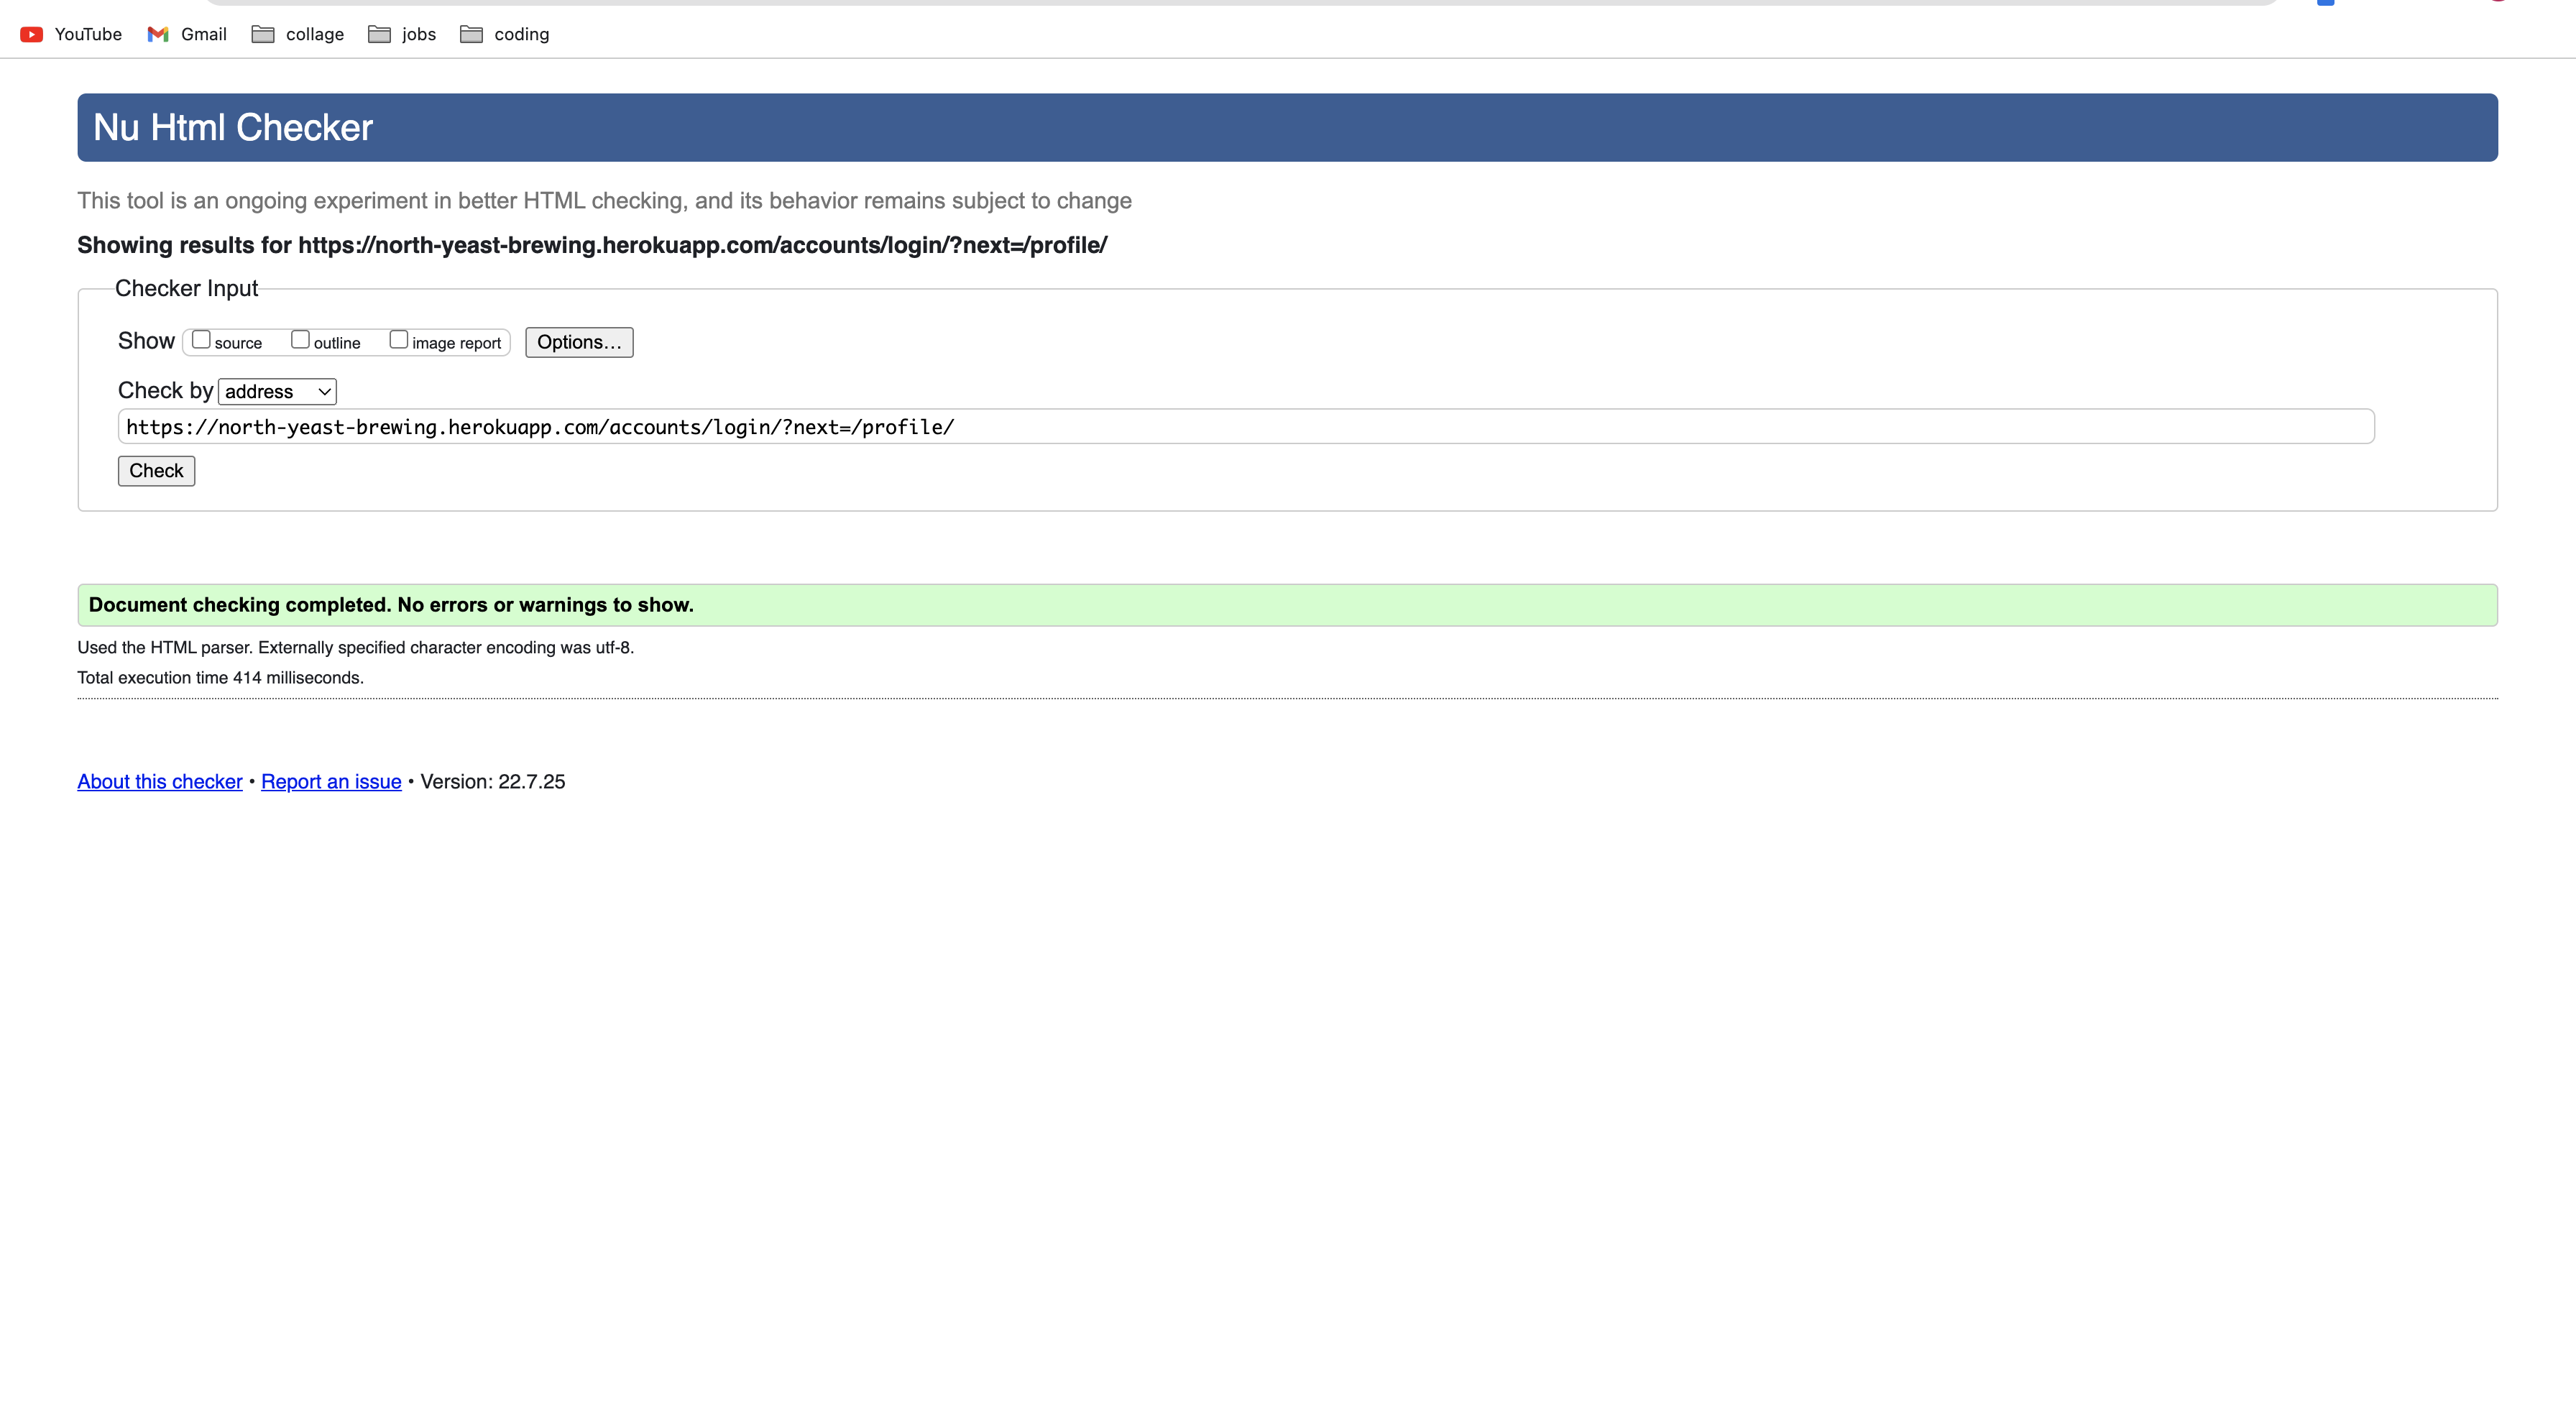 YouTube Gmail collage jobs coding
Nu Html Checker
This tool is an ongoing experiment in better HTML checking, and its behavior remains subject to change
Showing results for https://north-yeast-brewing.herokuapp.com/accounts/login/?next=/profile/
Checker Input
Show source outline image report Options...
Check by address
https://north-yeast-brewing.herokuapp.com/accounts/login/?next=/profile/
Check
Document checking completed. No errors or warnings to show.
Used the HTML parser. Externally specified character encoding was utf-8.
Total execution time 414 milliseconds.
About this checker • Report an issue • Version: 22.7.25